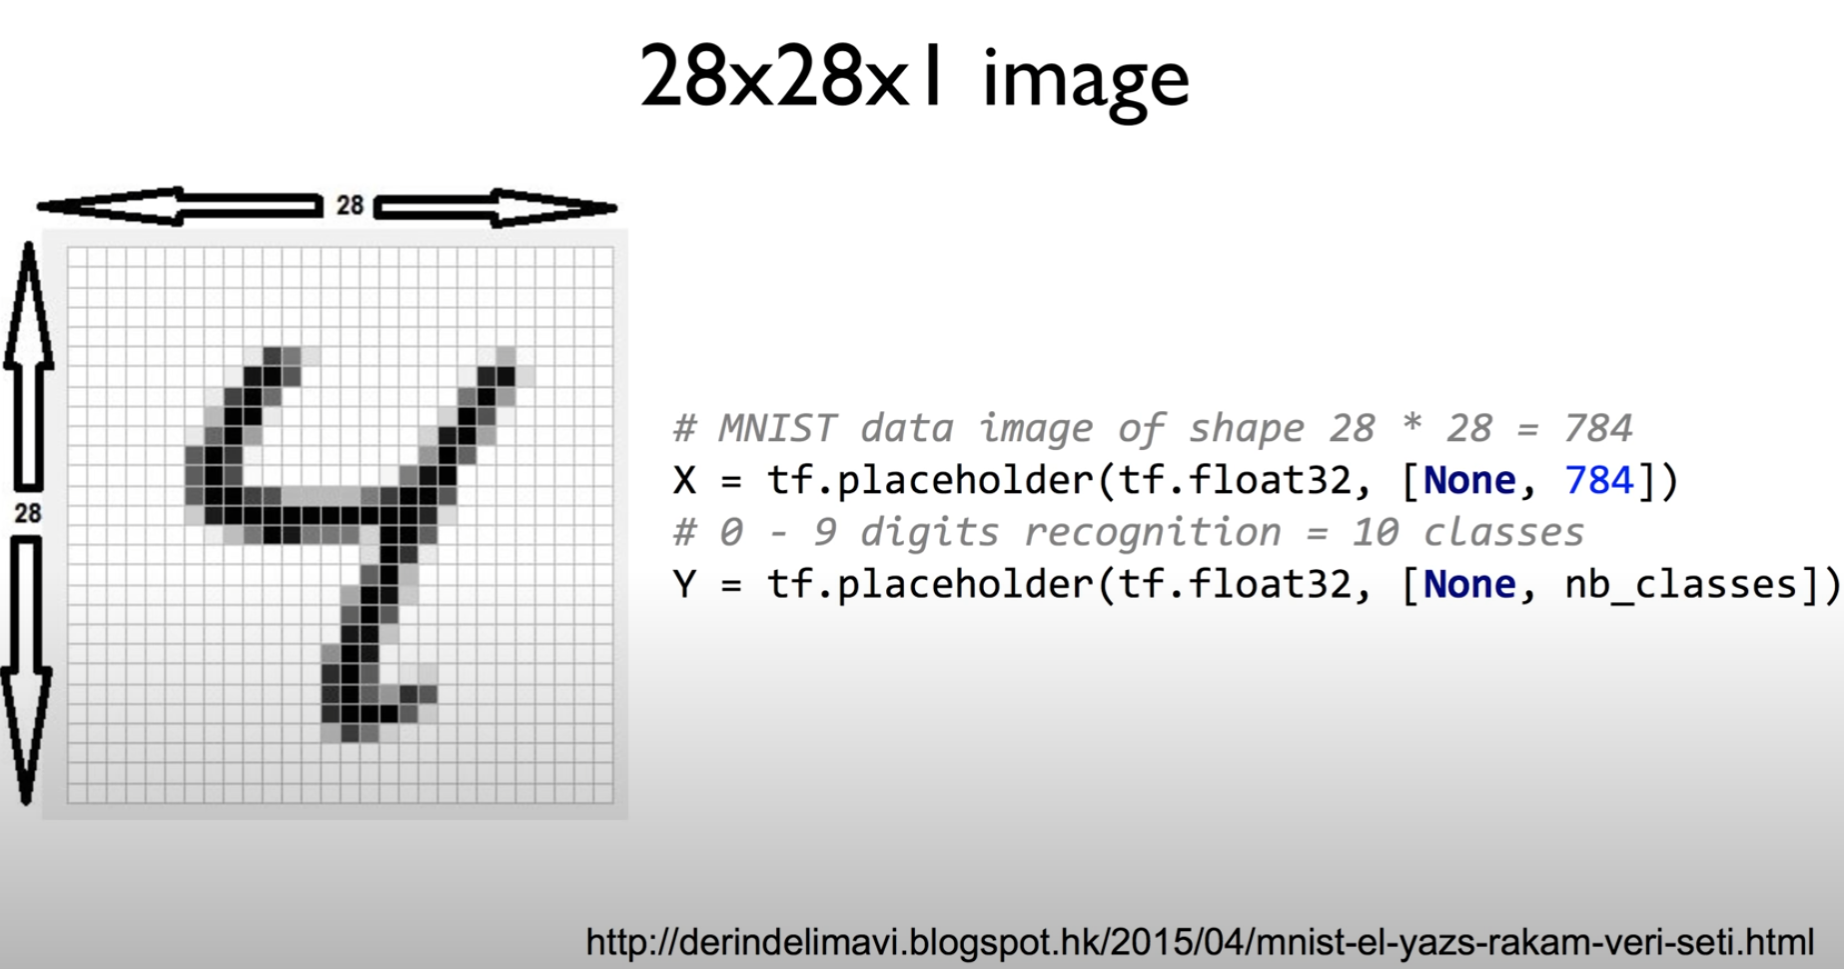 28x28x1 image
28
28
# MNIST data image of shape 28 * 28 = 784
X = tf.placeholder(tf.float32, [None, 784])
# 0 - 9 digits recognition = 10 classes
Y = tf.placeholder(tf.float32, [None, nb_classes])
http://derindelimavi.blogspot.hk/2015/04/mnist-el-yazs-rakam-veri-seti.html